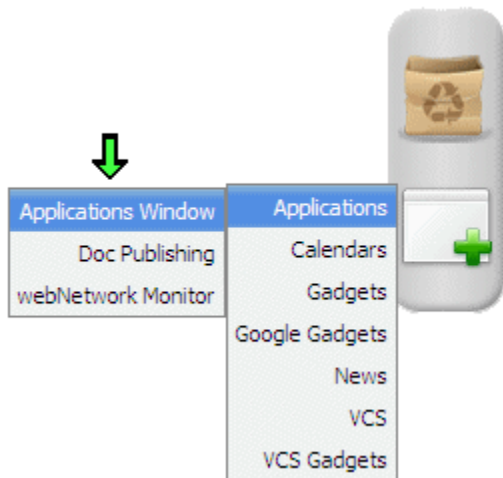 Applications Window
Doc Publishing
webNetwork Monitor
Applications
Calendars
Gadgets
Google Gadgets
News
VCS
VCS Gadgets